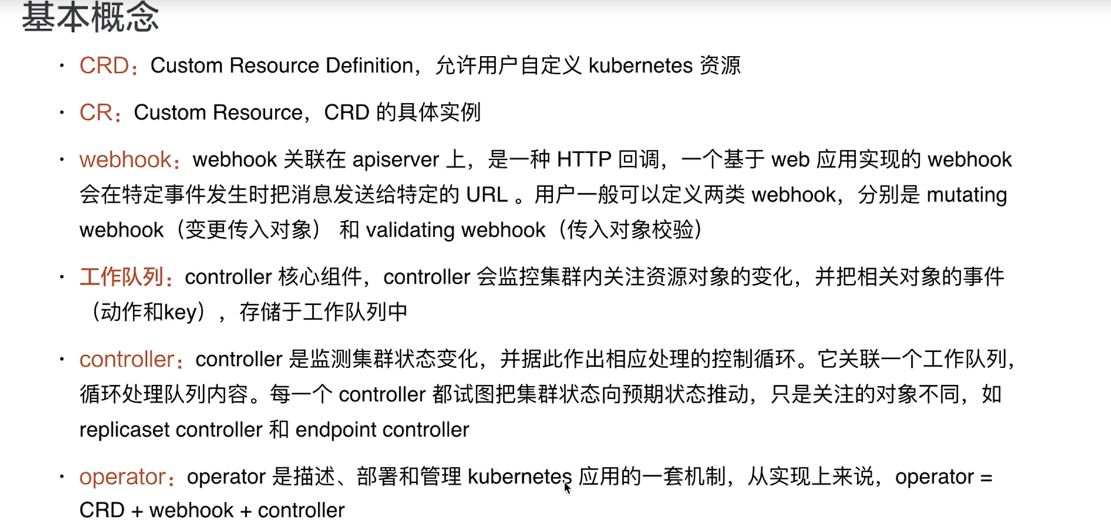 基本概念
· CRD：Custom Resource Definition，允许用户自定义 kubernetes 资源
· CR：Custom Resource，CRD 的具体实例
· webhook：webhook 关联在 apiserver 上，是一种 HTTP 回调，一个基于 web 应用实现的 webhook
会在特定事件发生时把消息发送给特定的 URL 。用户一般可以定义两类 webhook，分别是 mutating
webhook（变更传入对象） 和 validating webhook（传入对象校验）
· 工作队列：controller 核心组件，controller 会监控集群内关注资源对象的变化，并把相关对象的事件
（动作和key），存储于工作队列中
· controller：controller 是监测集群状态变化，并据此作出相应处理的控制循环。它关联一个工作队列，
循环处理队列内容。每一个 controller 都试图把集群状态向预期状态推动，只是关注的对象不同，如
replicaset controller 和 endpoint controller
· operator：operator 是描述、部署和管理 kubernetes 应用的一套机制，从实现上来说，operator =
CRD + webhook + controller